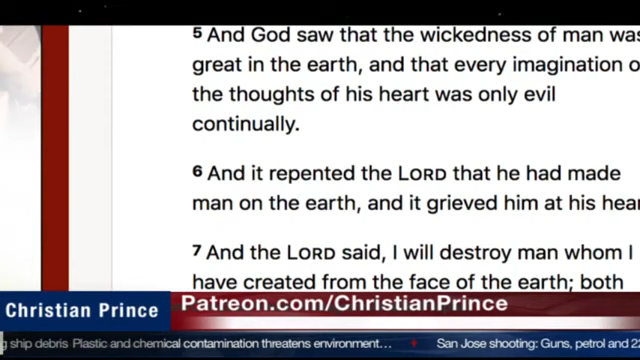 5 And God saw that the wickedness of man was
great in the earth, and that every imagination o
the thoughts of his heart was only evil
continually.
6 And it repented the LORD that he had made
man on the earth, and it grieved him at his hear
7 And the LORD said, I will destroy man whom I
have created from the face of the earth; both
Christian Prince
Patreon.com/ChristianPrince
g ship debris Plastic and chemical contamination threatens environment...
San Jose shooting: Guns, petrol and 2